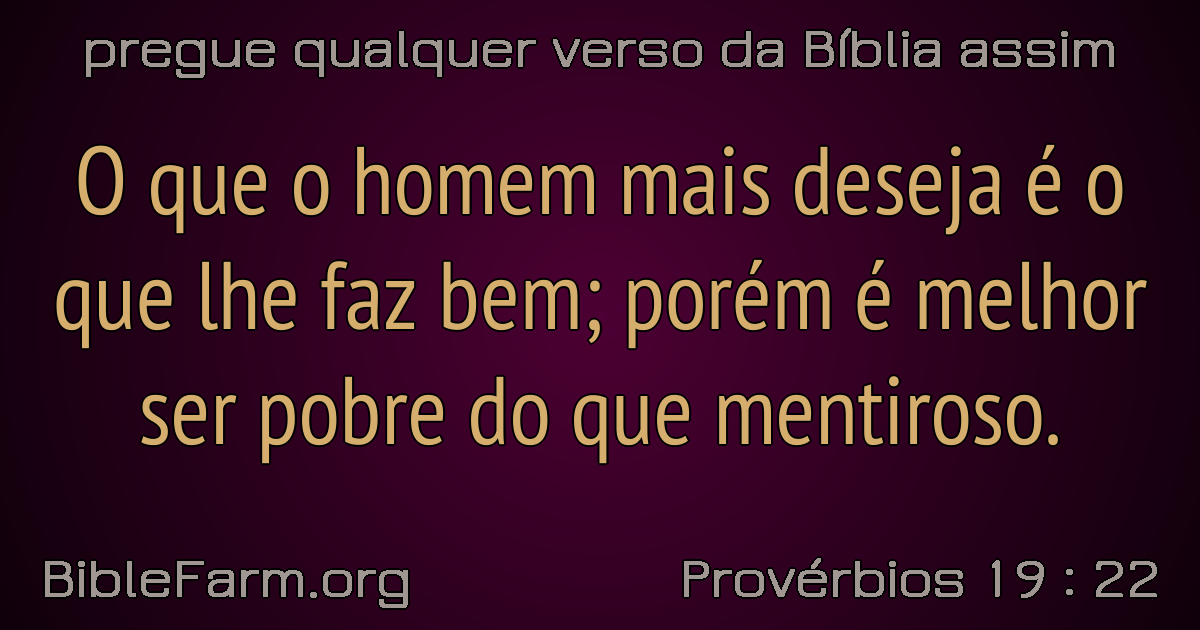 pregue qualquer verso da Bíblia assim
O que o homem mais deseja é o
que lhe faz bem; porém é melhor
ser pobre do que mentiroso.
BibleFarm.org
Provérbios 19 : 22